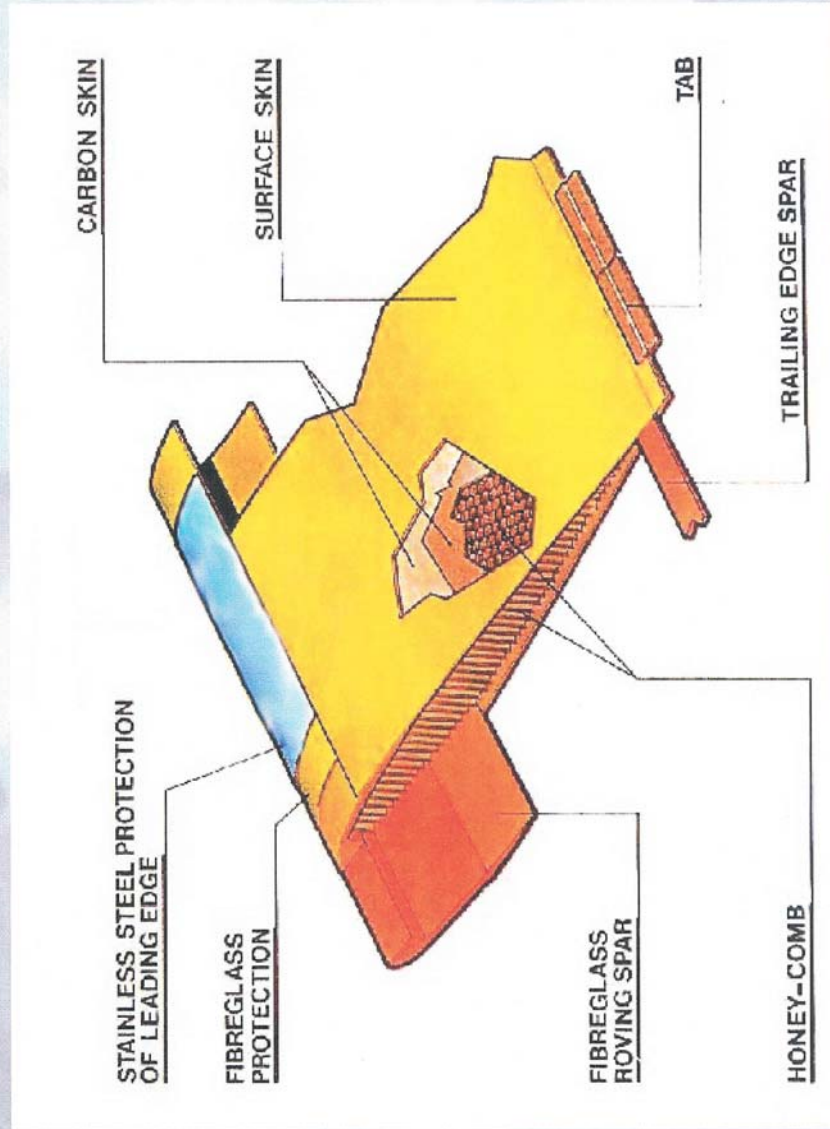 STAINLESS STEEL PROTECTION
OF LEADING EDGE
FIBREGLASS
PROTECTION
FIBREGLASS
ROVING SPAR
HONEY-COMB
CARBON SKIN
SURFACE SKIN
TAB
TRAILING EDGE SPAR